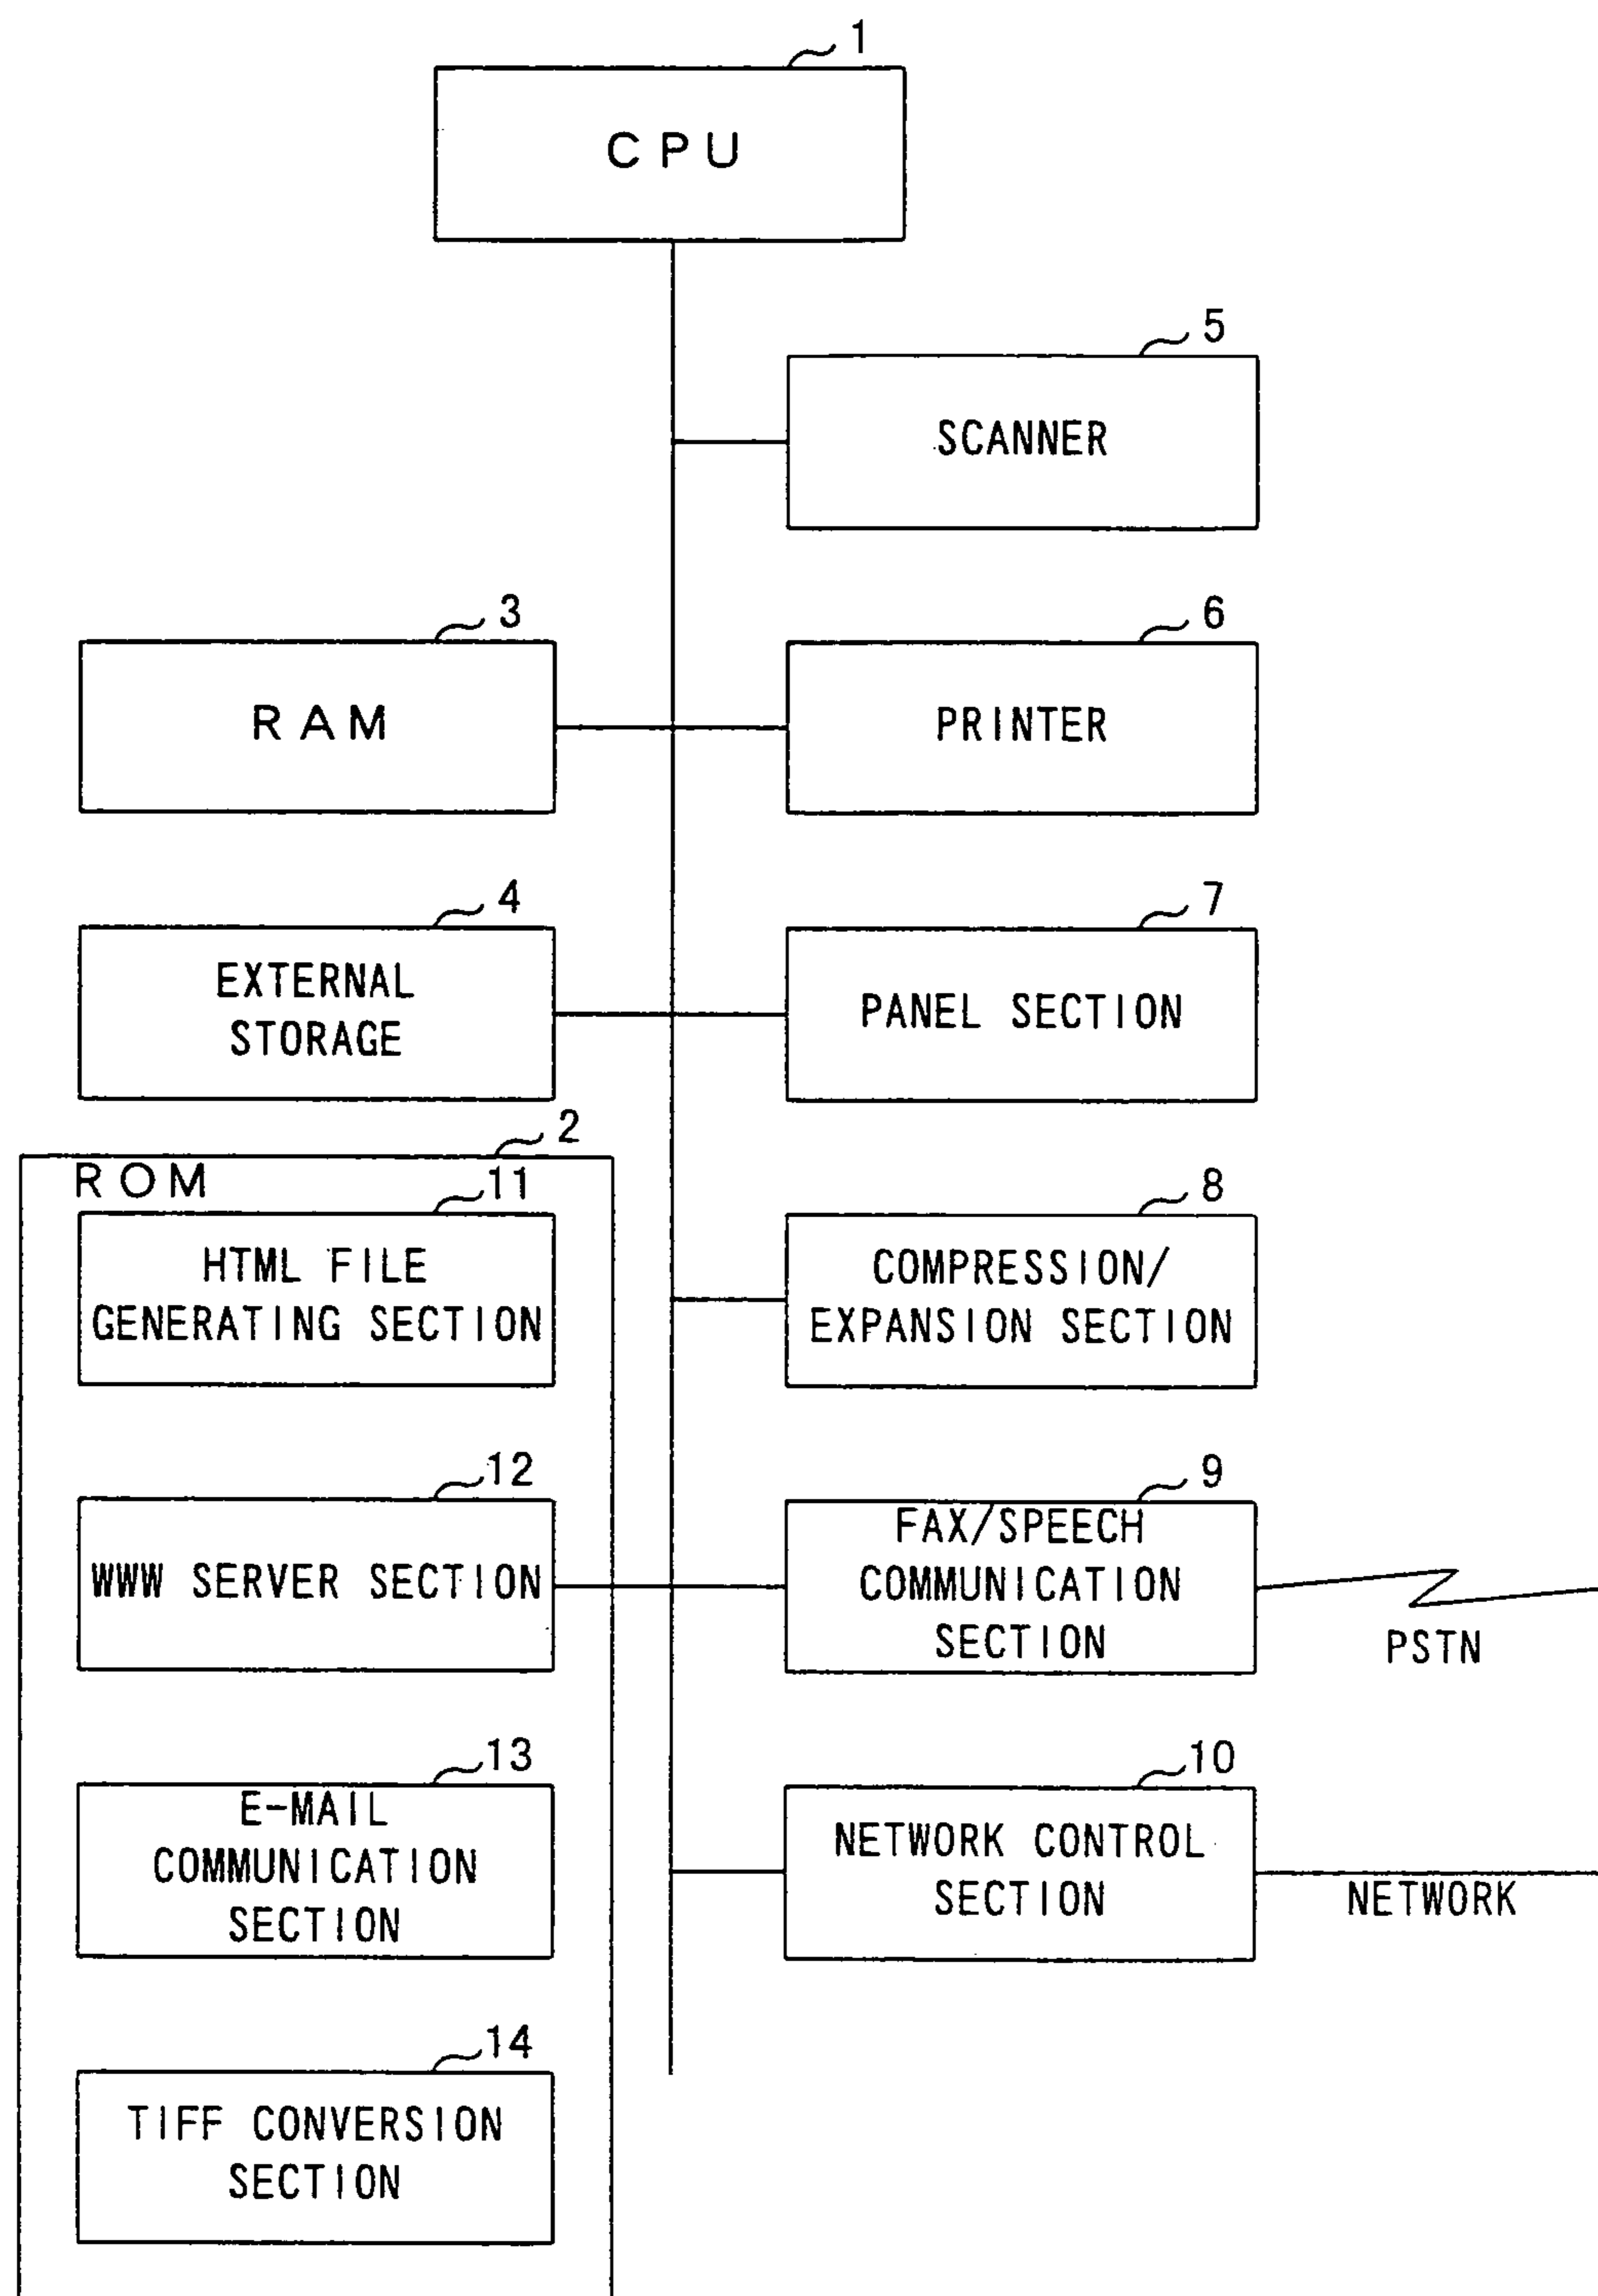 1
CPU
5
SCANNER
3
RAM
6
PRINTER
4
EXTERNAL
STORAGE
7
PANEL SECTION
2
ROM
11
HTML FILE
GENERATING SECTION
8
COMPRESSION/
EXPANSION SECTION
12
WWW SERVER SECTION
9
FAX/SPEECH
COMMUNICATION
SECTION
PSTN
13
E-MAIL
COMMUNICATION
SECTION
10
NETWORK CONTROL
SECTION
NETWORK
14
TIFF CONVERSION
SECTION